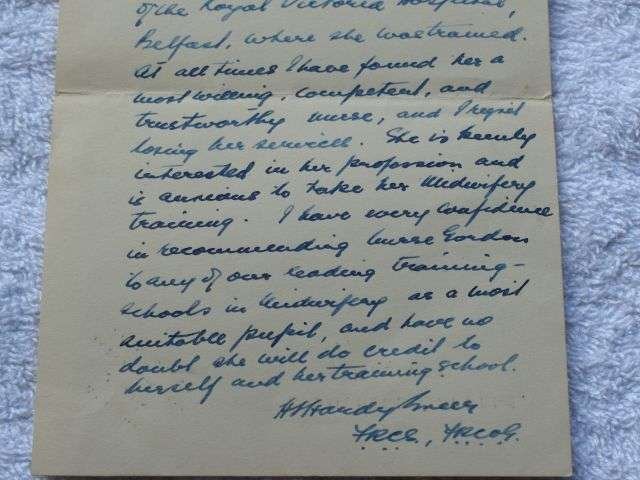 of the Royal Victoria Hospital,
Belfast, where she was trained.
At all times I have found her a
most willing, competent, and
trustworthy nurse, and I regret
losing her services. She is keenly
interested in her profession and
is anxious to take her Midwifery
training. I have every confidence
in recommending Nurse Gordon
to any of our leading training-
schools in Midwifery as a most
suitable pupil, and have no
doubt she will do credit to
herself and her training school.
FRCS, FRCOG.